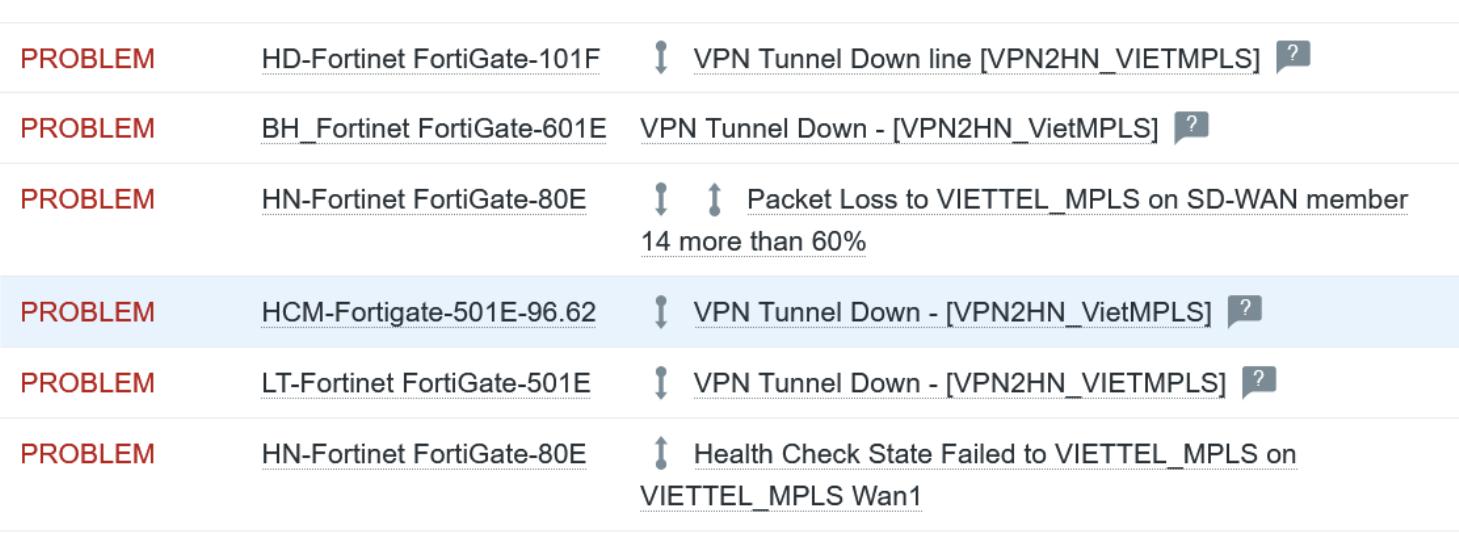 PROBLEM HD-Fortinet FortiGate-101F VPN Tunnel Down line [VPN2HN_VIETMPLS] ?
PROBLEM BH_Fortinet FortiGate-601E VPN Tunnel Down - [VPN2HN_VietMPLS] ?
PROBLEM HN-Fortinet FortiGate-80E Packet Loss to VIETTEL_MPLS on SD-WAN member
14 more than 60%
PROBLEM HCM-Fortigate-501E-96.62 VPN Tunnel Down - [VPN2HN_VietMPLS] ?
PROBLEM LT-Fortinet FortiGate-501E VPN Tunnel Down - [VPN2HN_VIETMPLS] ?
PROBLEM HN-Fortinet FortiGate-80E Health Check State Failed to VIETTEL_MPLS on
VIETTEL_MPLS Wan1